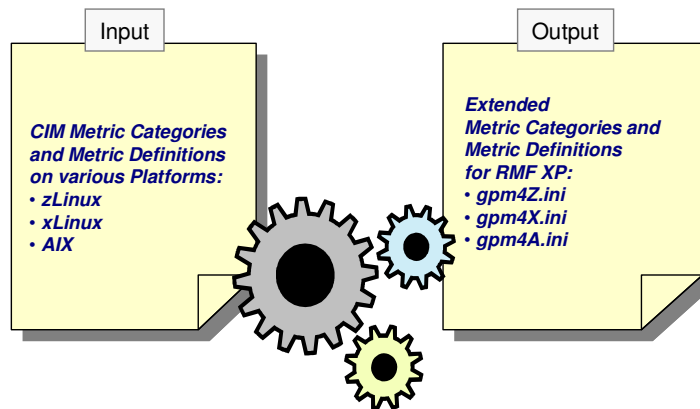 Input
CIM Metric Categories
and Metric Definitions
on various Platforms:
• zLinux
• xLinux
• AIX
Output
Extended
Metric Categories and
Metric Definitions
for RMF XP:
• gpm4Z.ini
• gpm4X.ini
• gpm4A.ini